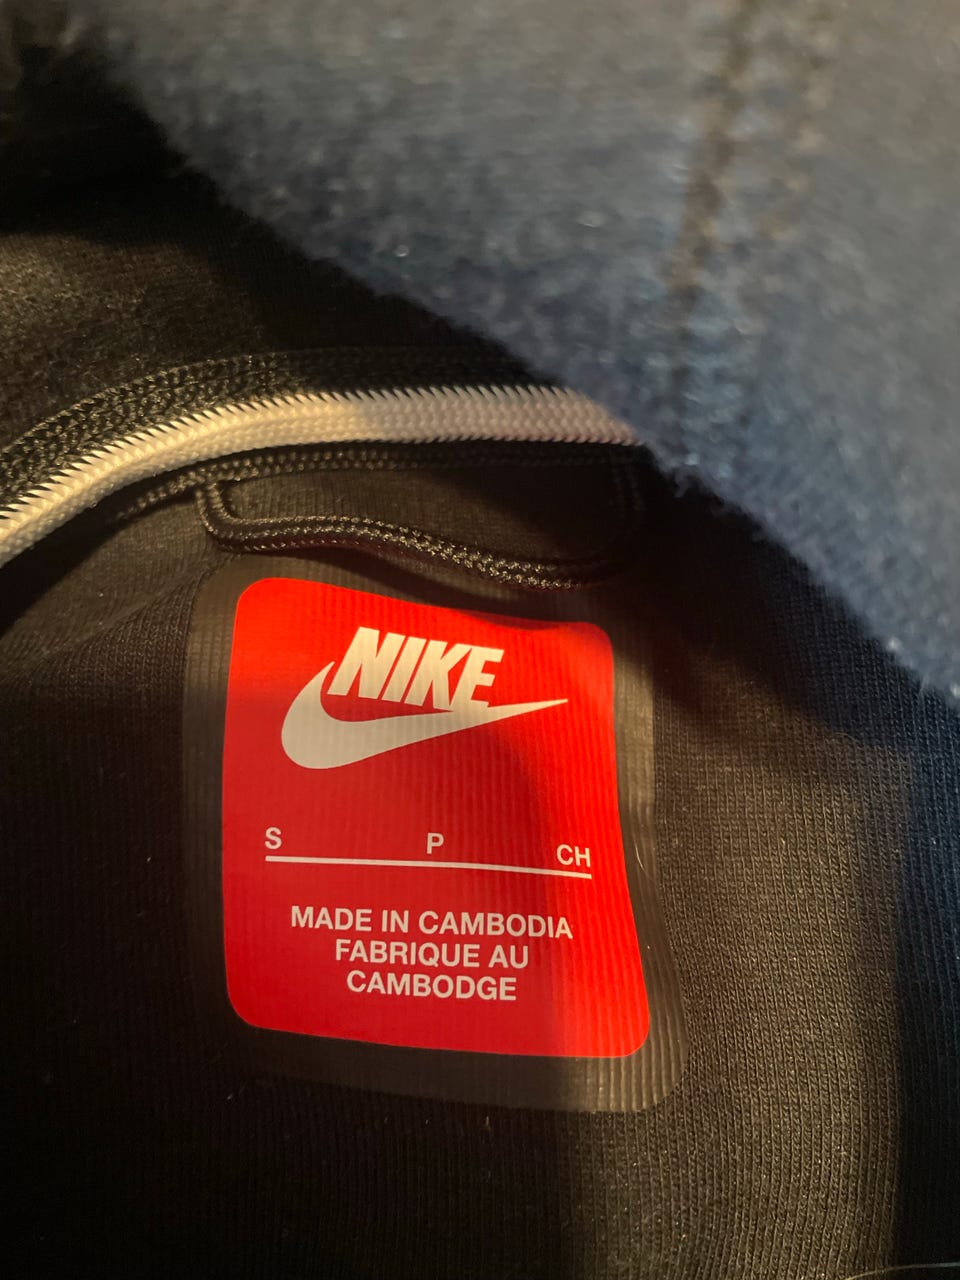 NIKE
S P CH
MADE IN CAMBODIA
FABRIQUE AU
CAMBODGE